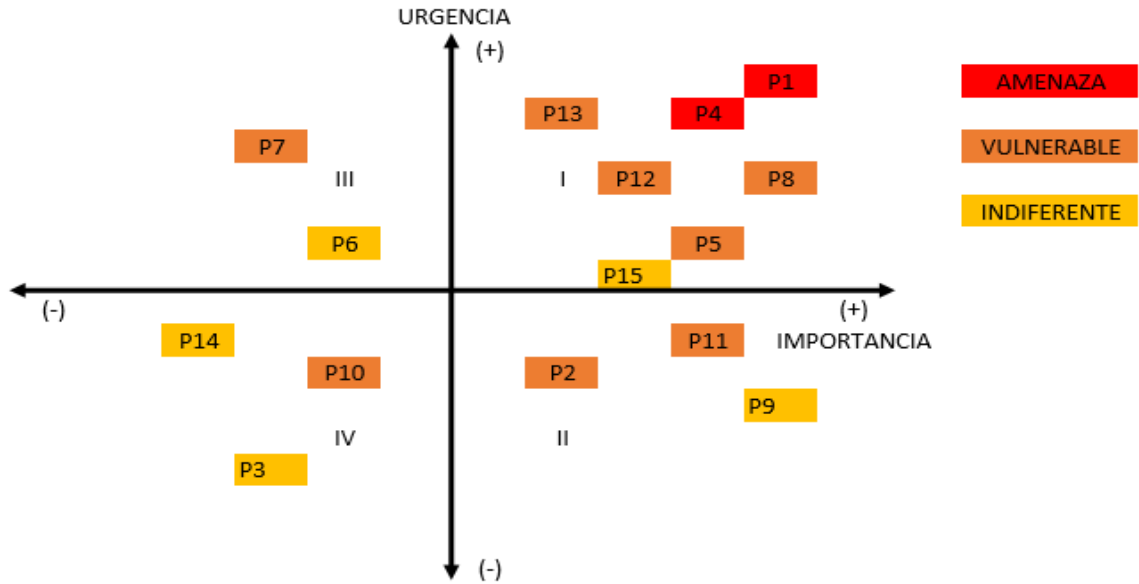 URGENCIA
(+)
P1
AMENAZA
P13
P4
P7
VULNERABLE
III
I
P12
P8
INDIFERENTE
P6
P5
P15
(-)
(+)
P14
P11
IMPORTANCIA
P10
P2
P9
IV
II
P3
(-)